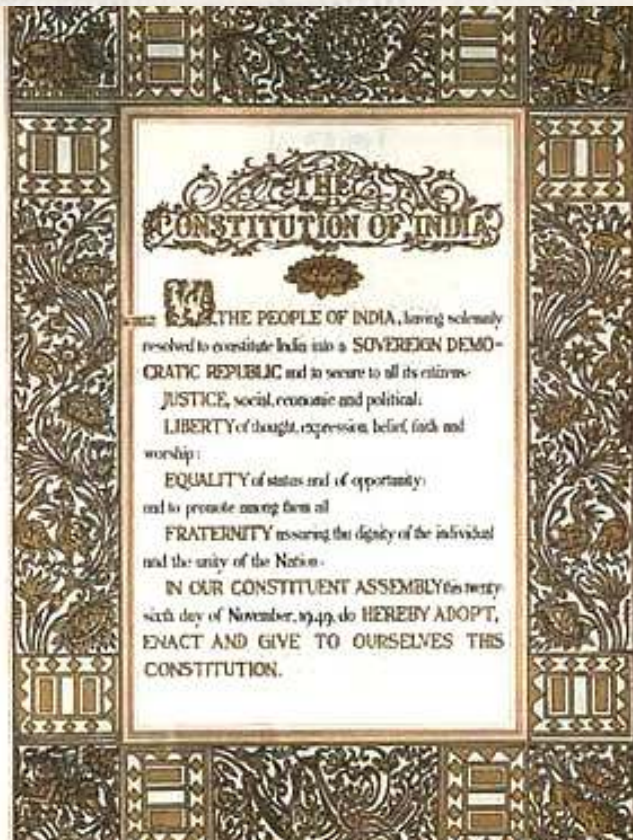 THE
CONSTITUTION OF INDIA
WE, THE PEOPLE OF INDIA, having solemnly
resolved to constitute India into a SOVEREIGN DEMO-
CRATIC REPUBLIC and to secure to all its citizens:
JUSTICE, social, economic and political;
LIBERTY of thought, expression, belief, faith and
worship;
EQUALITY of status and of opportunity;
and to promote among them all
FRATERNITY assuring the dignity of the individual
and the unity of the Nation;
IN OUR CONSTITUENT ASSEMBLY this twenty-
sixth day of November, 1949, do HEREBY ADOPT,
ENACT AND GIVE TO OURSELVES THIS
CONSTITUTION.